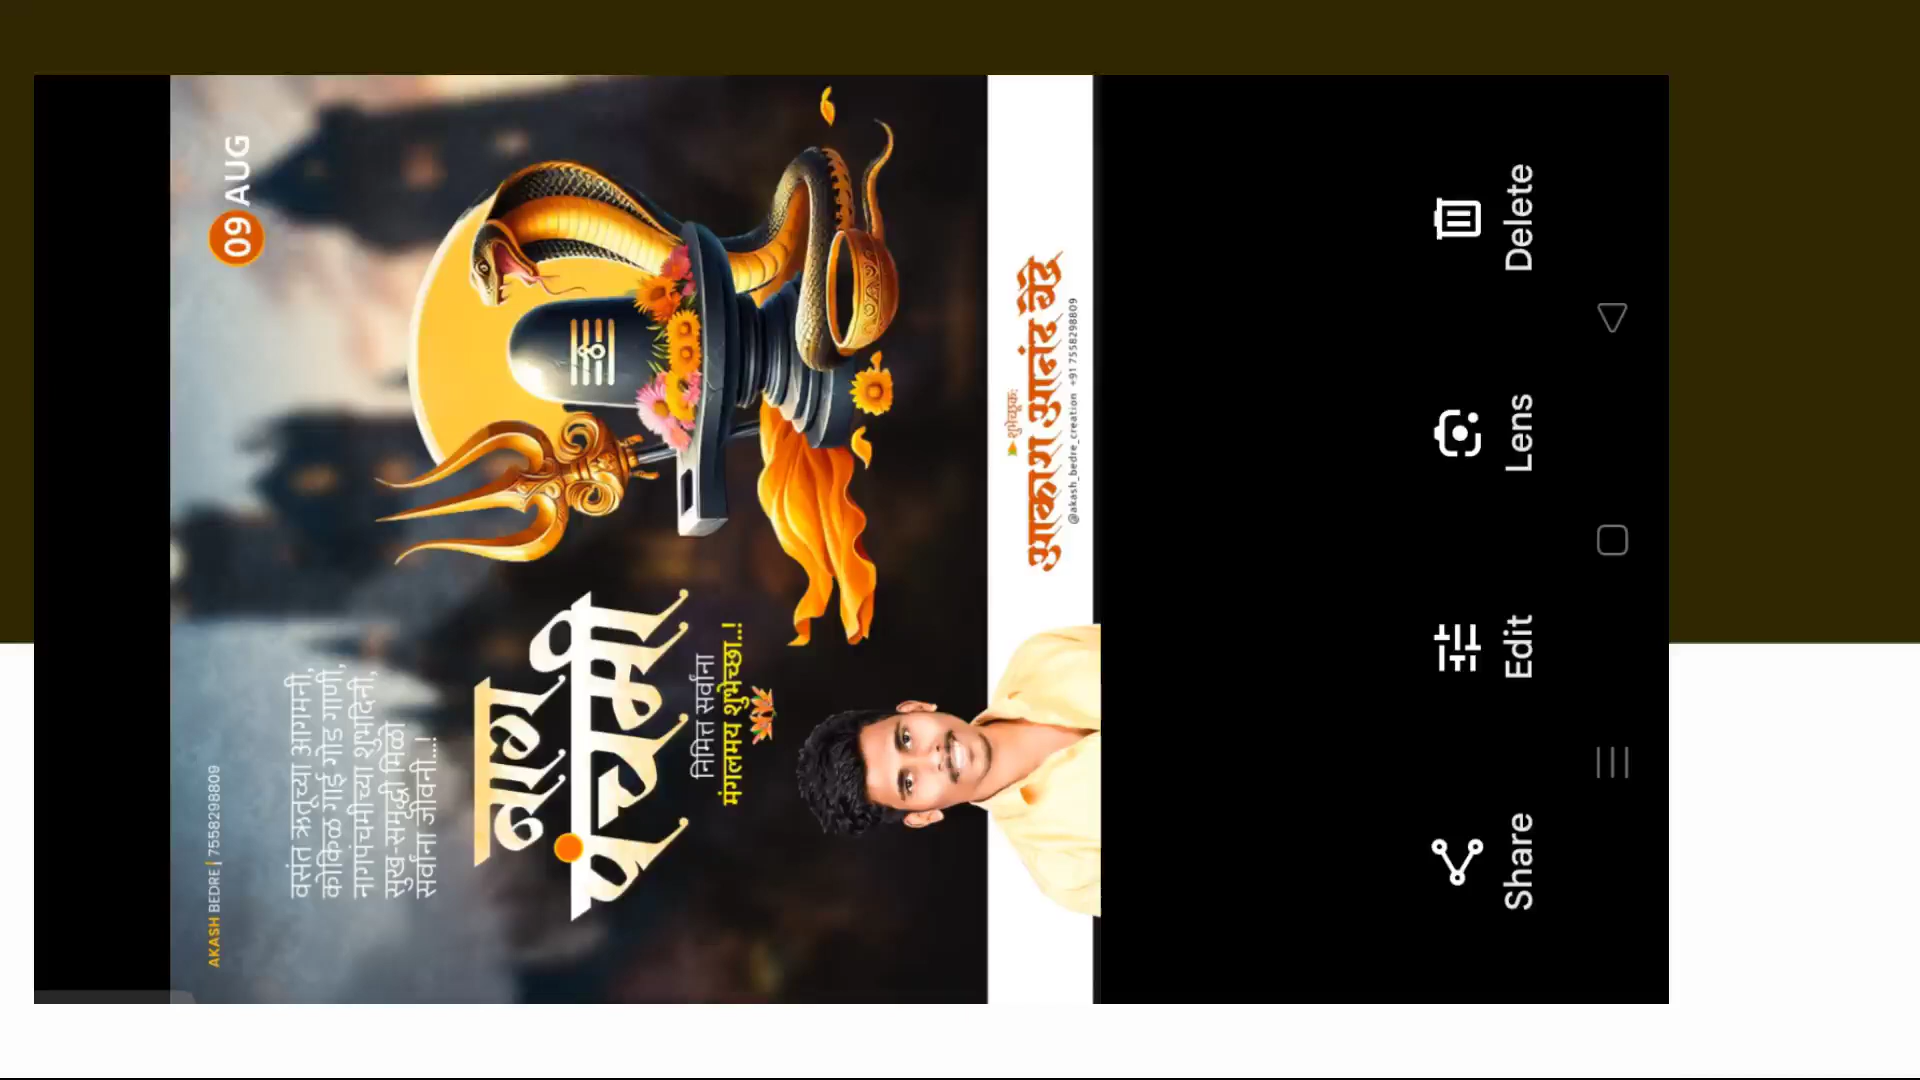 AKASH BEDRE | 7558298809
09 AUG
वसंत ऋतूच्या आगमनी,
कोकिळ गाई गोड गाणी,
नागपंचमीच्या शुभदिनी,
सुख-समृद्धी मिळो
सर्वांना जीवनी..!
नाग
पंचमी
निमित्त सर्वांना
मंगलमय शुभेच्छा..!
शुभेच्छुक:
आकाश आनंद बेद्रे
@akash_bedre_creation +91 7558298809
Share
Edit
Lens
Delete